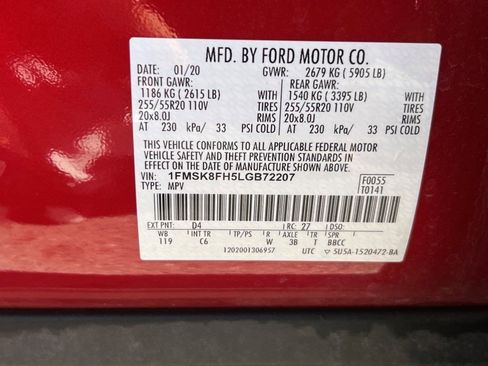 MFD. BY FORD MOTOR CO.
DATE: 01/20 GVWR: 2679 KG ( 5905 LB)
FRONT GAWR: REAR GAWR:
1186 KG ( 2615 LB) WITH 1540 KG ( 3395 LB) WITH
255/55R20 110V TIRES 255/55R20 110V TIRES
20x8.0J RIMS 20x8.0J RIMS
AT 230 kPa/ 33 PSI COLD AT 230 kPa/ 33 PSI COLD
THIS VEHICLE CONFORMS TO ALL APPLICABLE FEDERAL MOTOR
VEHICLE SAFETY AND THEFT PREVENTION STANDARDS IN
EFFECT ON THE DATE OF MANUFACTURE SHOWN ABOVE.
VIN: 1FMSK8FH5LGB72207 F0055
TYPE: MPV T0141
EXT PNT: D4 RC: 27 DSO:
WB INT TR TP/PS R AXLE TR SPR
119 C6 W 3B T BBCC
1202001306957 UTC ▽ 5U5A-1520472-BA